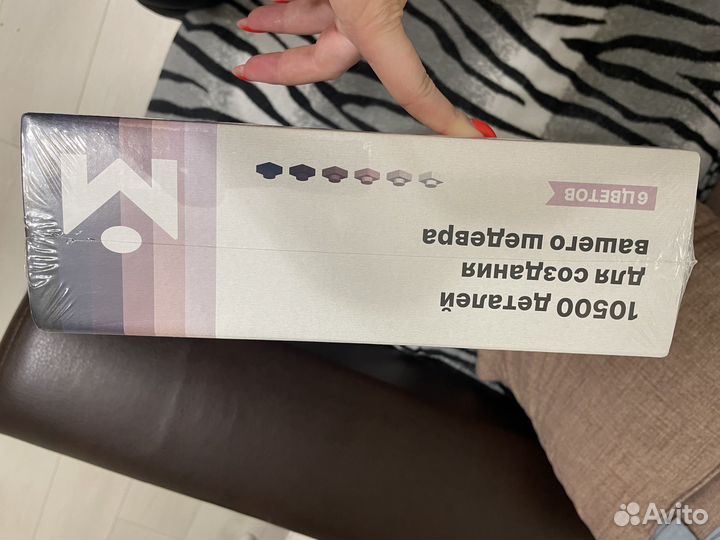 10500 деталей
для создания
вашего шедевра
6 ЦВЕТОВ
Avito